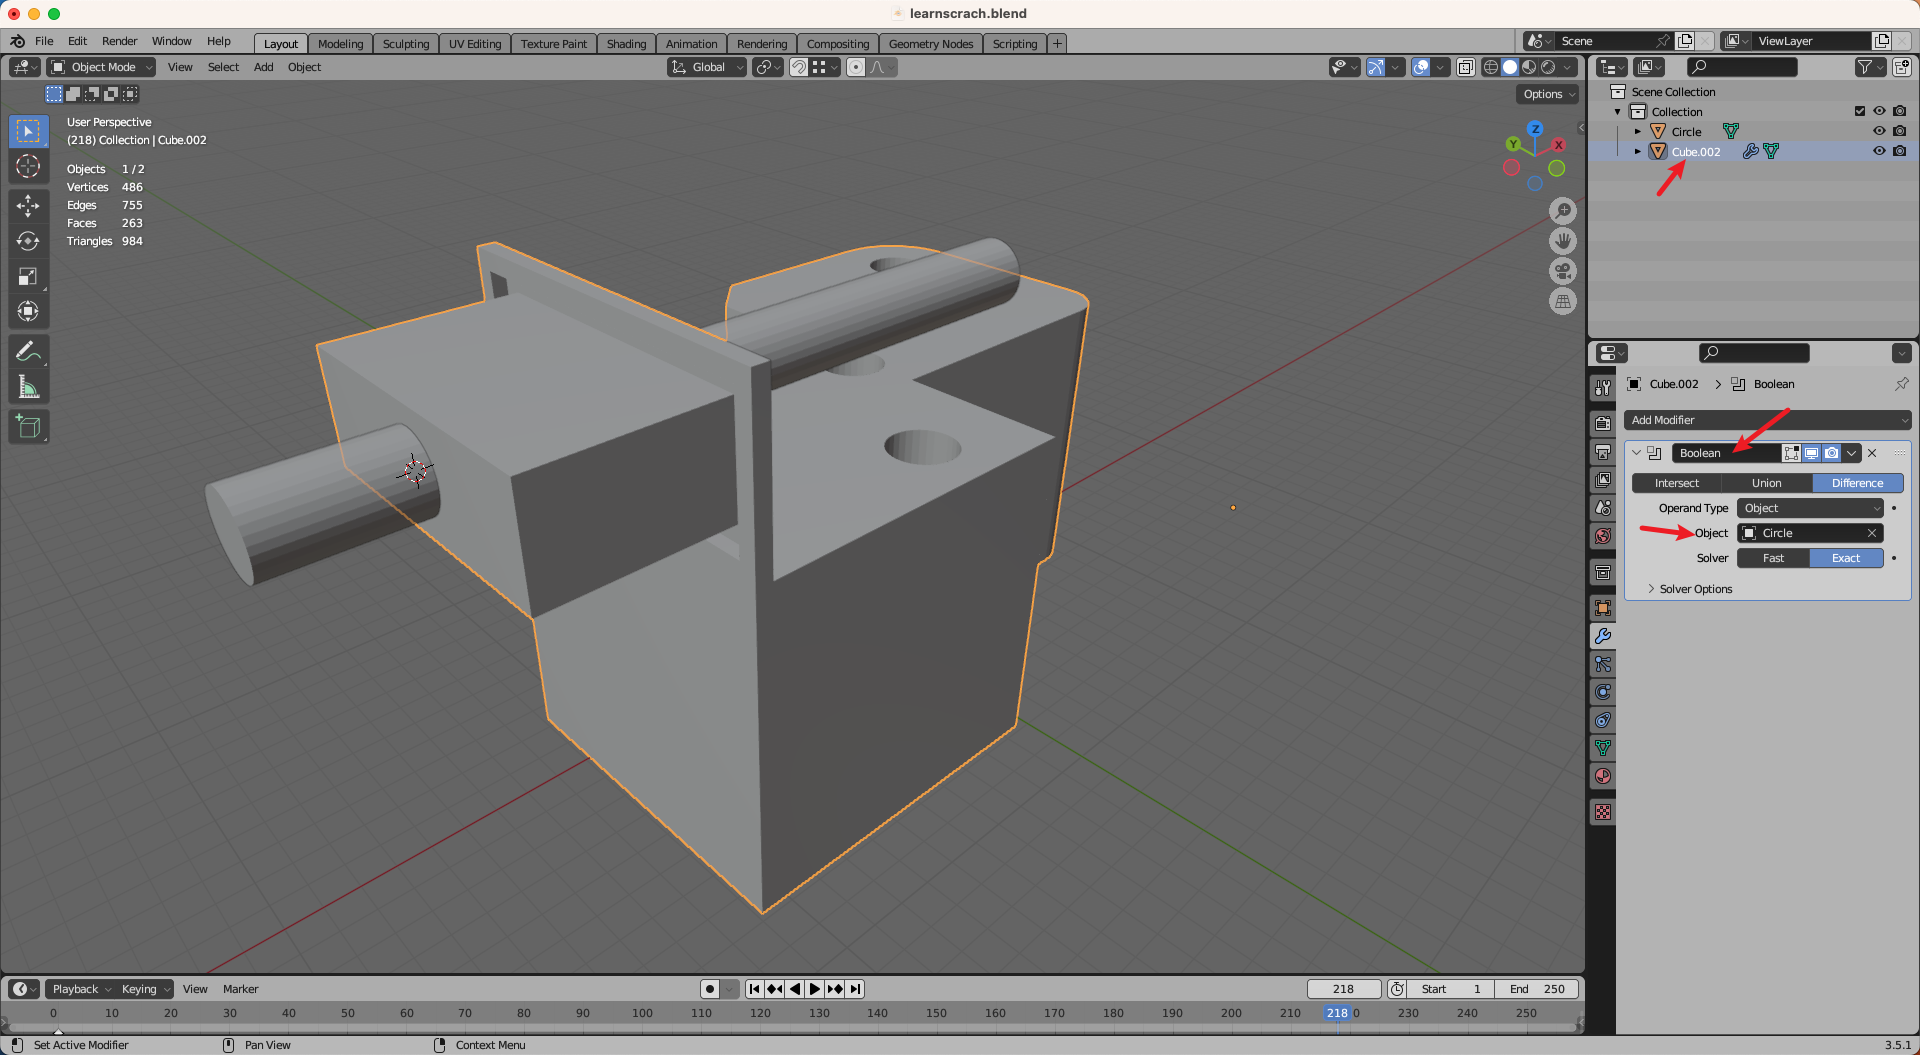 learnscrach.blend
File Edit Render Window Help Layout Modeling Sculpting UV Editing Texture Paint Shading Animation Rendering Compositing Geometry Nodes Scripting + Scene ViewLayer
Object Mode View Select Add Object Global
Options
User Perspective
(218) Collection | Cube.002
Objects 1 / 2
Vertices 486
Edges 755
Faces 263
Triangles 984
Z
Y X
Scene Collection
Collection
Circle
Cube.002
Cube.002 > Boolean
Add Modifier
Boolean
Intersect Union Difference
Operand Type Object
Object Circle
Solver Fast Exact
Solver Options
Playback Keying View Marker 218 Start 1 End 250
0 10 20 30 40 50 60 70 80 90 100 110 120 130 140 150 160 170 180 190 200 210 218 0 230 240 250
Set Active Modifier Pan View Context Menu 3.5.1